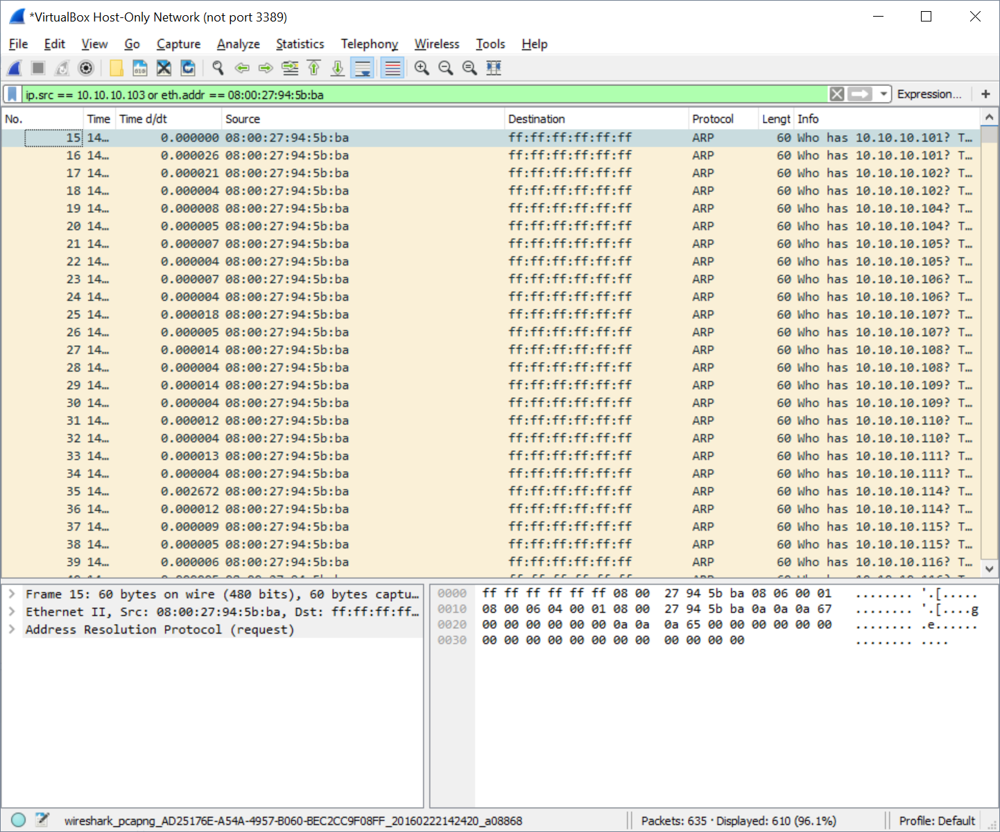 *VirtualBox Host-Only Network (not port 3389)
File Edit View Go Capture Analyze Statistics Telephony Wireless Tools Help
ip.src == 10.10.10.103 or eth.addr == 08:00:27:94:5b:ba Expression… +
No. Time Time d/dt Source Destination Protocol Lengt Info
15 14… 0.000000 08:00:27:94:5b:ba ff:ff:ff:ff:ff:ff ARP 60 Who has 10.10.10.101? T…
16 14… 0.000026 08:00:27:94:5b:ba ff:ff:ff:ff:ff:ff ARP 60 Who has 10.10.10.101? T…
17 14… 0.000021 08:00:27:94:5b:ba ff:ff:ff:ff:ff:ff ARP 60 Who has 10.10.10.102? T…
18 14… 0.000004 08:00:27:94:5b:ba ff:ff:ff:ff:ff:ff ARP 60 Who has 10.10.10.102? T…
19 14… 0.000008 08:00:27:94:5b:ba ff:ff:ff:ff:ff:ff ARP 60 Who has 10.10.10.104? T…
20 14… 0.000005 08:00:27:94:5b:ba ff:ff:ff:ff:ff:ff ARP 60 Who has 10.10.10.104? T…
21 14… 0.000007 08:00:27:94:5b:ba ff:ff:ff:ff:ff:ff ARP 60 Who has 10.10.10.105? T…
22 14… 0.000004 08:00:27:94:5b:ba ff:ff:ff:ff:ff:ff ARP 60 Who has 10.10.10.105? T…
23 14… 0.000007 08:00:27:94:5b:ba ff:ff:ff:ff:ff:ff ARP 60 Who has 10.10.10.106? T…
24 14… 0.000004 08:00:27:94:5b:ba ff:ff:ff:ff:ff:ff ARP 60 Who has 10.10.10.106? T…
25 14… 0.000018 08:00:27:94:5b:ba ff:ff:ff:ff:ff:ff ARP 60 Who has 10.10.10.107? T…
26 14… 0.000005 08:00:27:94:5b:ba ff:ff:ff:ff:ff:ff ARP 60 Who has 10.10.10.107? T…
27 14… 0.000014 08:00:27:94:5b:ba ff:ff:ff:ff:ff:ff ARP 60 Who has 10.10.10.108? T…
28 14… 0.000004 08:00:27:94:5b:ba ff:ff:ff:ff:ff:ff ARP 60 Who has 10.10.10.108? T…
29 14… 0.000014 08:00:27:94:5b:ba ff:ff:ff:ff:ff:ff ARP 60 Who has 10.10.10.109? T…
30 14… 0.000004 08:00:27:94:5b:ba ff:ff:ff:ff:ff:ff ARP 60 Who has 10.10.10.109? T…
31 14… 0.000012 08:00:27:94:5b:ba ff:ff:ff:ff:ff:ff ARP 60 Who has 10.10.10.110? T…
32 14… 0.000004 08:00:27:94:5b:ba ff:ff:ff:ff:ff:ff ARP 60 Who has 10.10.10.110? T…
33 14… 0.000013 08:00:27:94:5b:ba ff:ff:ff:ff:ff:ff ARP 60 Who has 10.10.10.111? T…
34 14… 0.000004 08:00:27:94:5b:ba ff:ff:ff:ff:ff:ff ARP 60 Who has 10.10.10.111? T…
35 14… 0.002672 08:00:27:94:5b:ba ff:ff:ff:ff:ff:ff ARP 60 Who has 10.10.10.114? T…
36 14… 0.000012 08:00:27:94:5b:ba ff:ff:ff:ff:ff:ff ARP 60 Who has 10.10.10.114? T…
37 14… 0.000009 08:00:27:94:5b:ba ff:ff:ff:ff:ff:ff ARP 60 Who has 10.10.10.115? T…
38 14… 0.000005 08:00:27:94:5b:ba ff:ff:ff:ff:ff:ff ARP 60 Who has 10.10.10.115? T…
39 14… 0.000006 08:00:27:94:5b:ba ff:ff:ff:ff:ff:ff ARP 60 Who has 10.10.10.116? T…
Frame 15: 60 bytes on wire (480 bits), 60 bytes captu…
Ethernet II, Src: 08:00:27:94:5b:ba, Dst: ff:ff:ff:ff…
Address Resolution Protocol (request)
0000 ff ff ff ff ff ff 08 00 27 94 5b ba 08 06 00 01 ........ '.[.....
0010 08 00 06 04 00 01 08 00 27 94 5b ba 0a 0a 0a 67 ........ '.[....g
0020 00 00 00 00 00 00 0a 0a 0a 65 00 00 00 00 00 00 ........ .e......
0030 00 00 00 00 00 00 00 00 00 00 00 00 ........ ....
wireshark_pcapng_AD25176E-A54A-4957-B060-BEC2CC9F08FF_20160222142420_a08868 Packets: 635 · Displayed: 610 (96.1%) Profile: Default